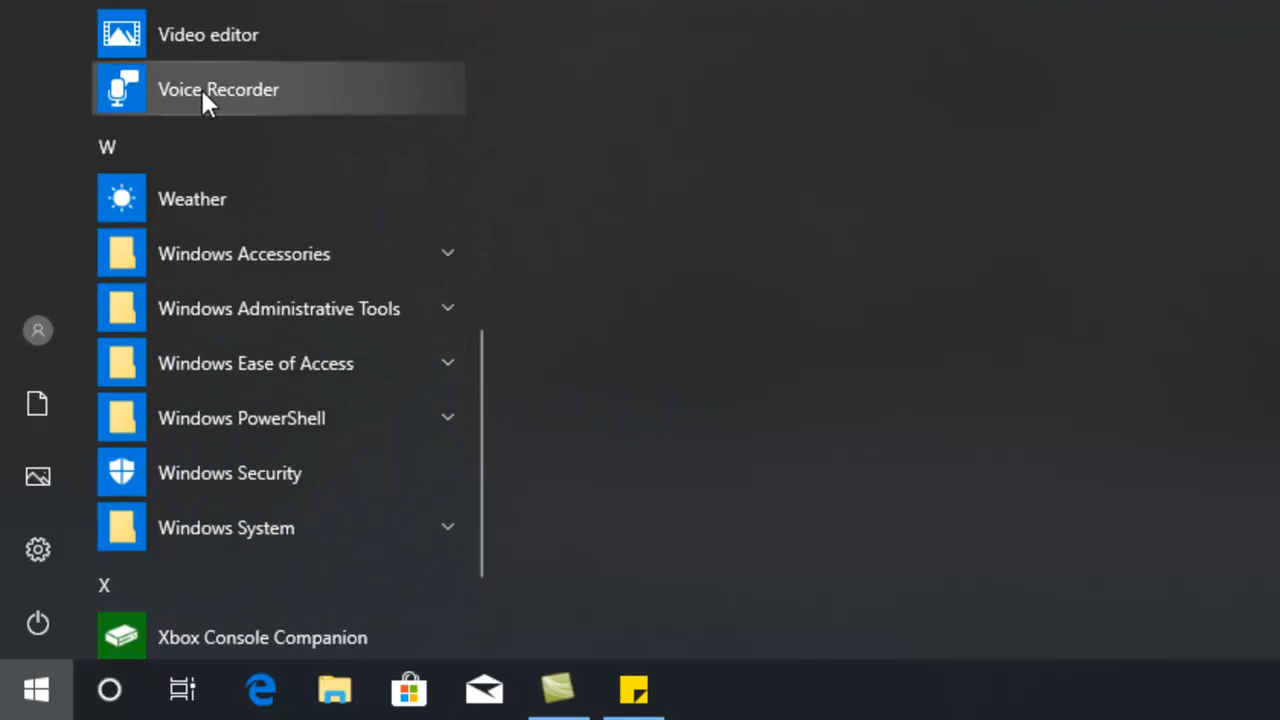 Video editor
Voice Recorder
W
Weather
Windows Accessories
Windows Administrative Tools
Windows Ease of Access
Windows PowerShell
Windows Security
Windows System
X
Xbox Console Companion